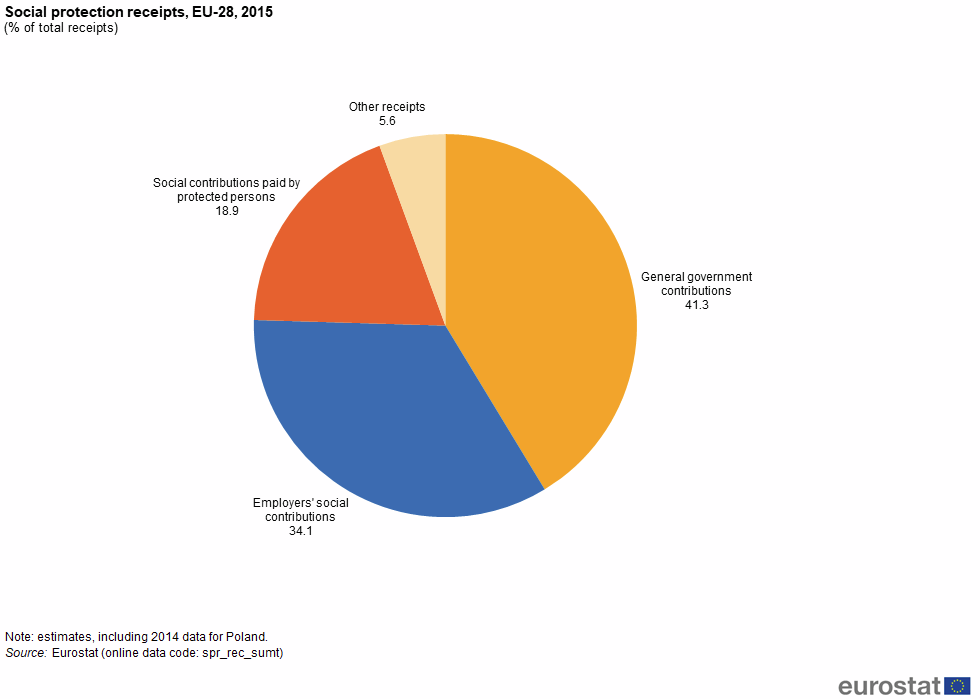 Social protection receipts, EU-28, 2015
(% of total receipts)
Other receipts
5.6
Social contributions paid by
protected persons
18.9
General government
contributions
41.3
Employers' social
contributions
34.1
Note: estimates, including 2014 data for Poland.
Source: Eurostat (online data code: spr_rec_sumt)
eurostat